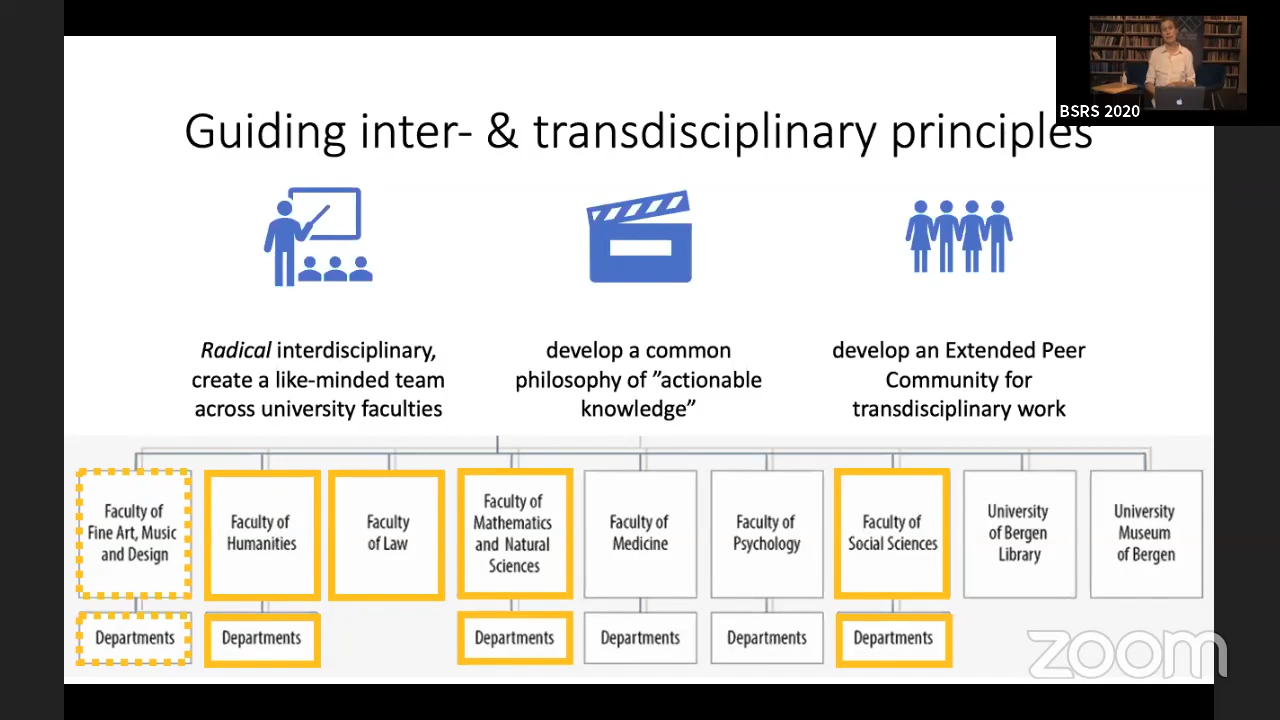 BSRS 2020
Guiding inter- & transdisciplinary principles
Radical interdisciplinary,
create a like-minded team
across university faculties
develop a common
philosophy of ”actionable
knowledge”
develop an Extended Peer
Community for
transdisciplinary work
Faculty of
Fine Art, Music
and Design
Faculty of
Humanities
Faculty
of Law
Faculty of
Mathematics
and Natural
Sciences
Faculty of
Medicine
Faculty of
Psychology
Faculty of
Social Sciences
University
of Bergen
Library
University
Museum
of Bergen
Departments
Departments
Departments
Departments
Departments
Departments
zoom